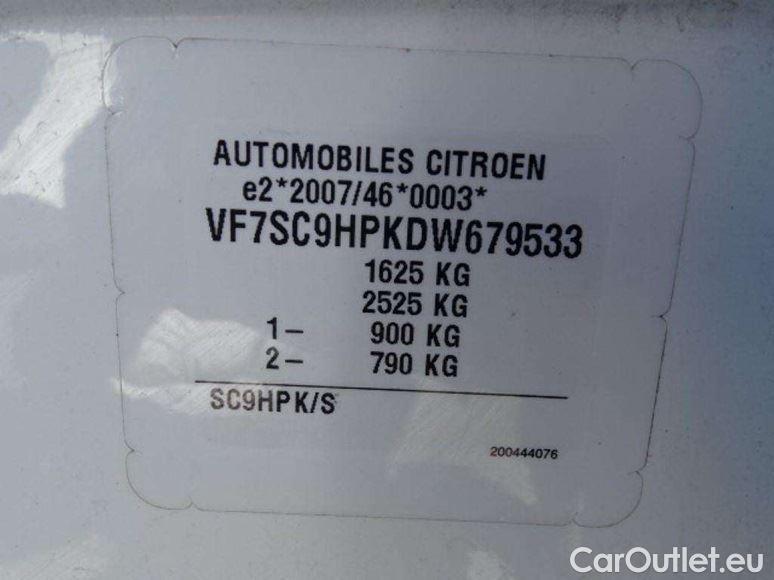 AUTOMOBILES CITROEN
e2*2007/46*0003*
VF7SC9HPKDW679533
1625 KG
2525 KG
1– 900 KG
2– 790 KG
SC9HPK/S
200444076
CarOutlet.eu